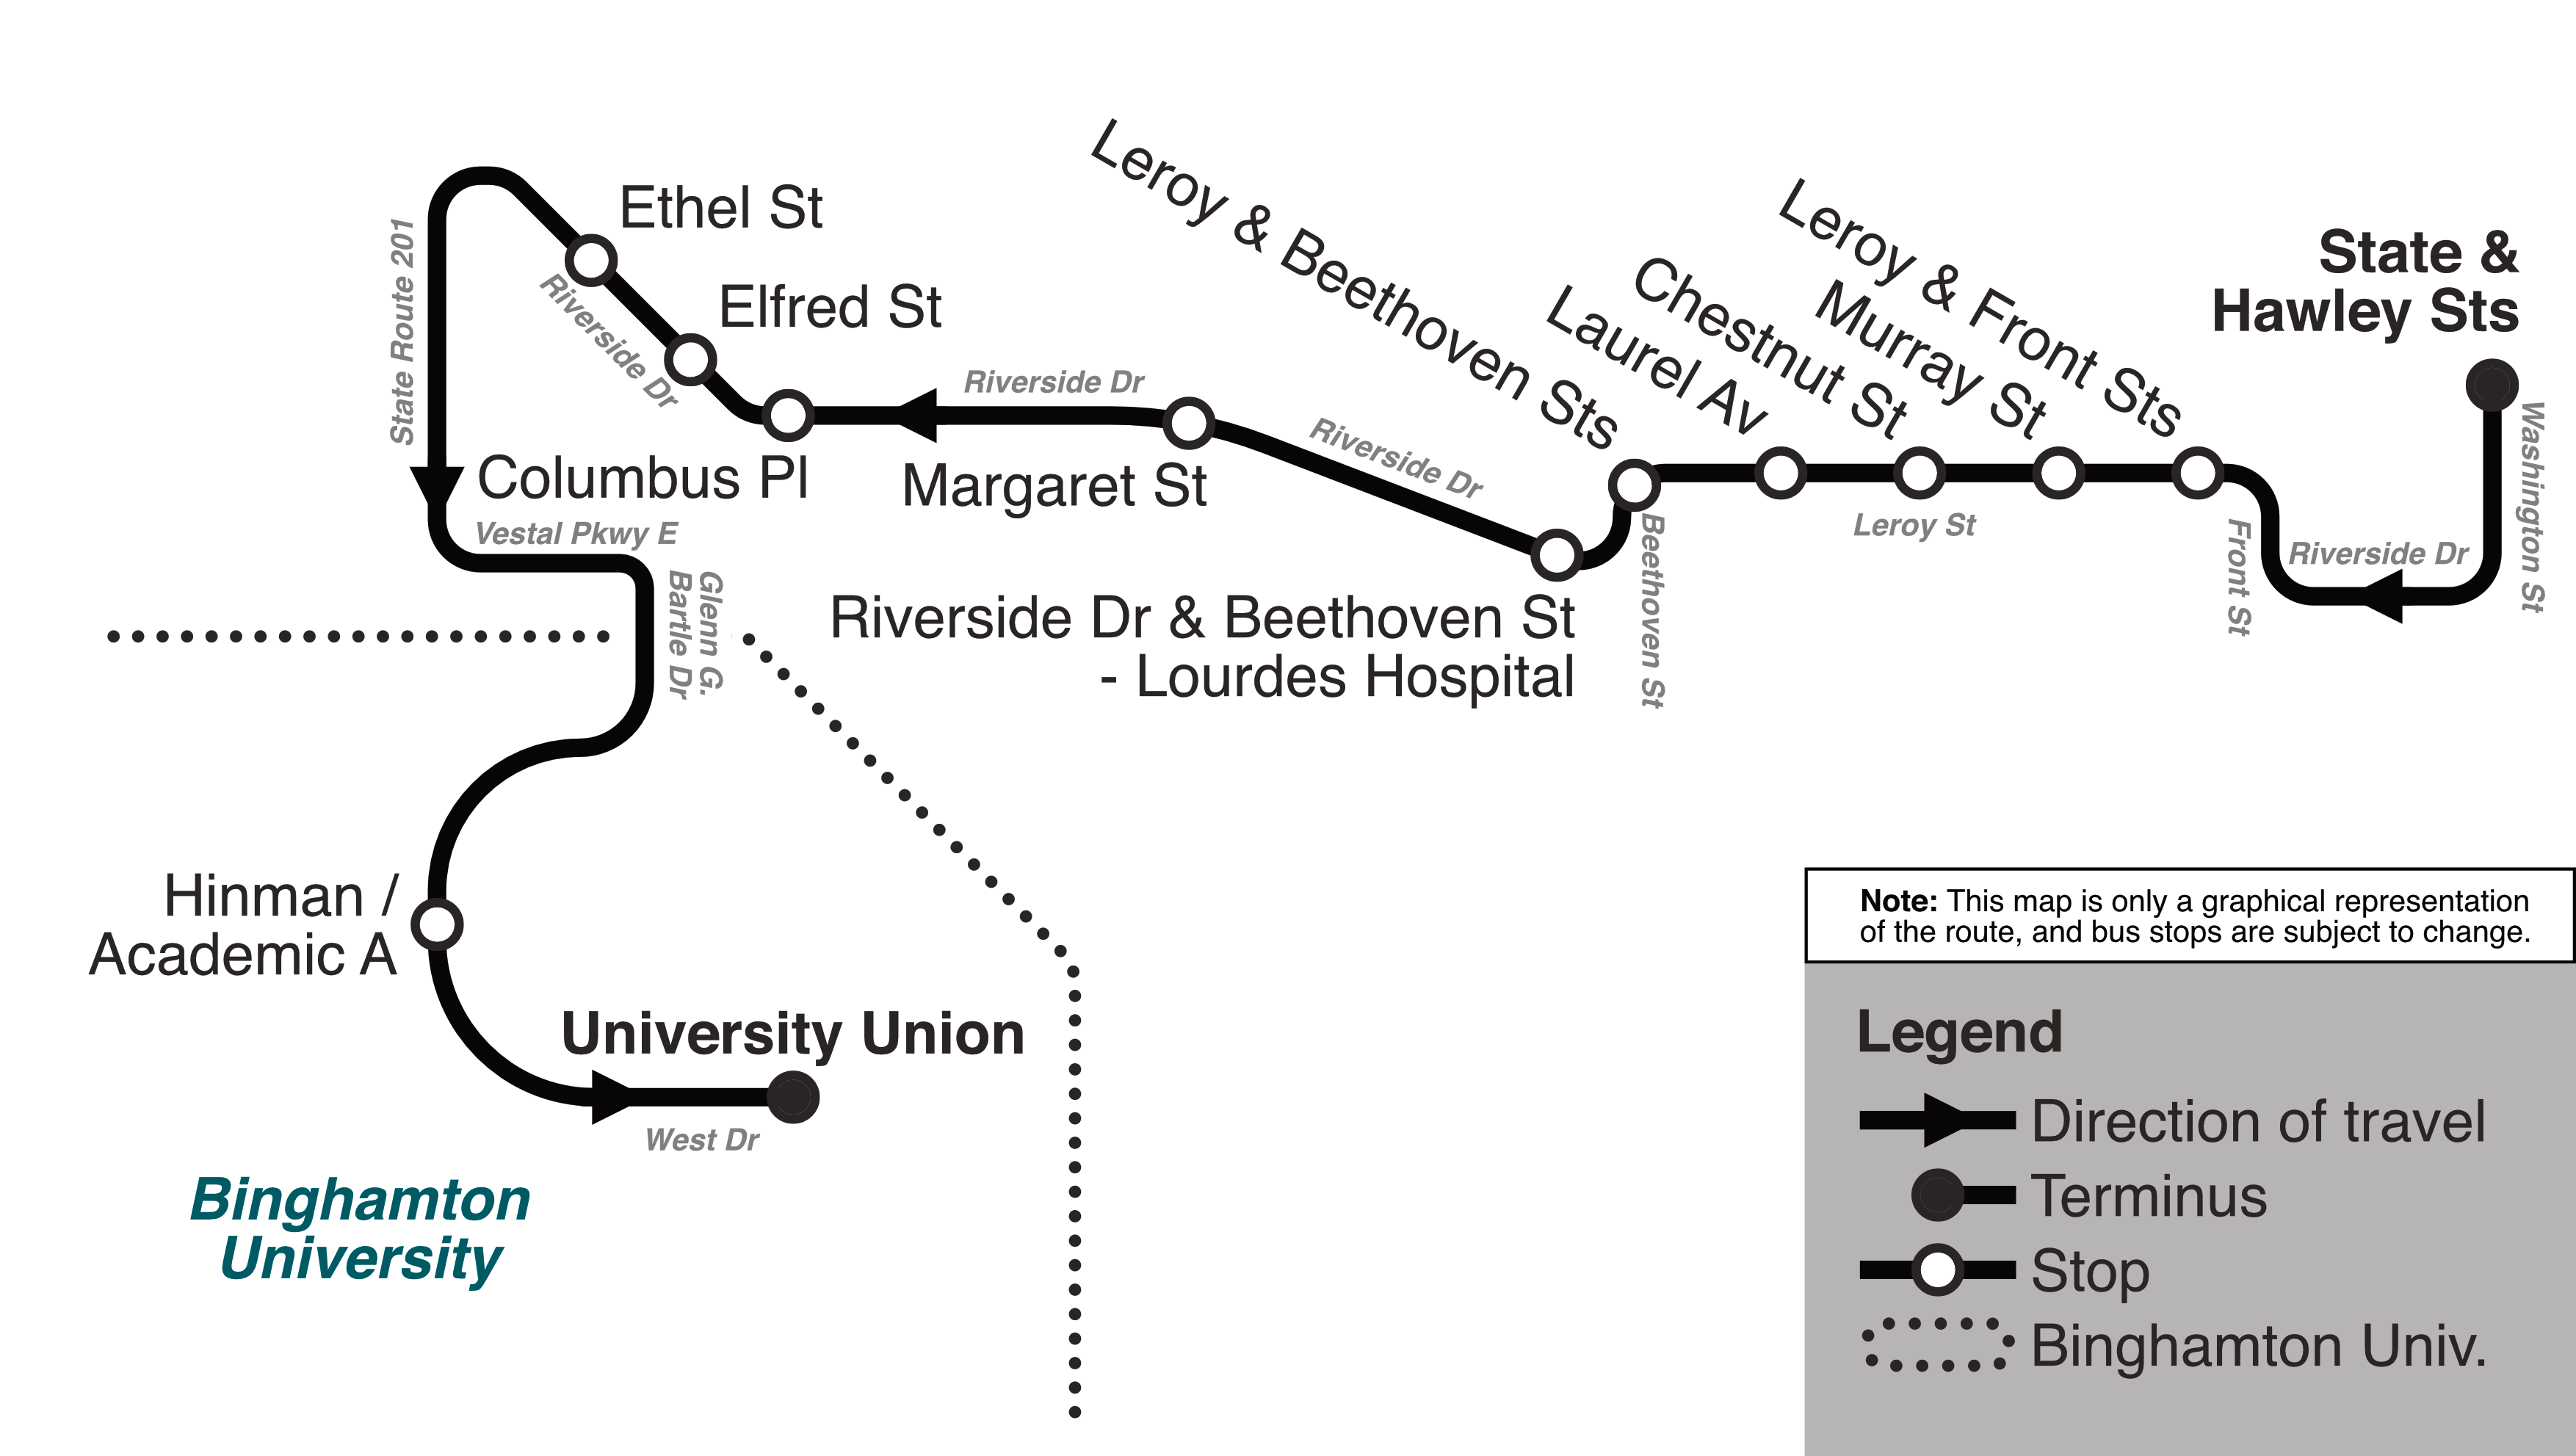 Leroy & Beethoven Sts
Laurel Av
Chestnut St
Murray St
Leroy & Front Sts
State &
Hawley Sts
Ethel St
Elfred St
State Route 201
Riverside Dr
Riverside Dr
Riverside Dr
Columbus Pl
Margaret St
Vestal Pkwy E
Glenn G.
Bartle Dr
Leroy St
Beethoven St
Front St
Riverside Dr
Washington St
Riverside Dr & Beethoven St
- Lourdes Hospital
Hinman /
Academic A
University Union
West Dr
Binghamton
University
Note: This map is only a graphical representation
of the route, and bus stops are subject to change.
Legend
Direction of travel
Terminus
Stop
Binghamton Univ.